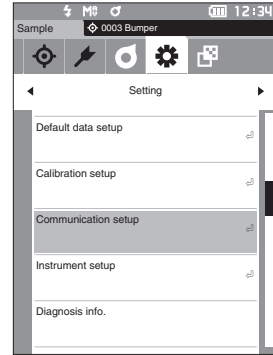 12:34
Sample
0003 Bumper
Setting
Default data setup
Calibration setup
Communication setup
Instrument setup
Diagnosis info.